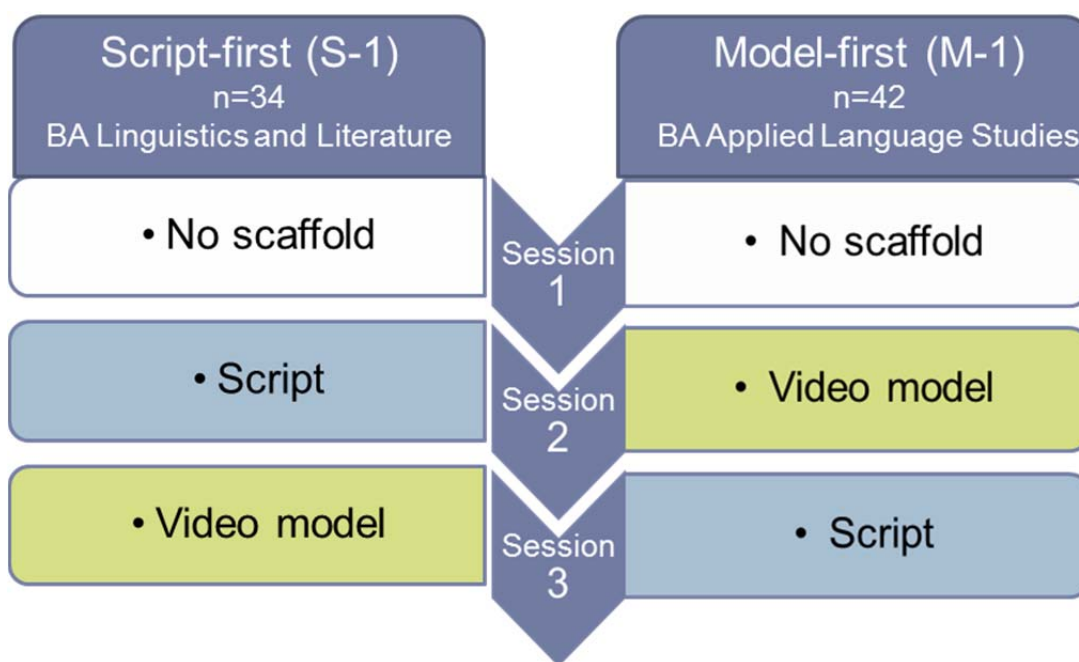 Script-first (S-1)
n=34
BA Linguistics and Literature
Model-first (M-1)
n=42
BA Applied Language Studies
• No scaffold
Session
1
• No scaffold
• Script
Session
2
• Video model
• Video model
Session
3
• Script